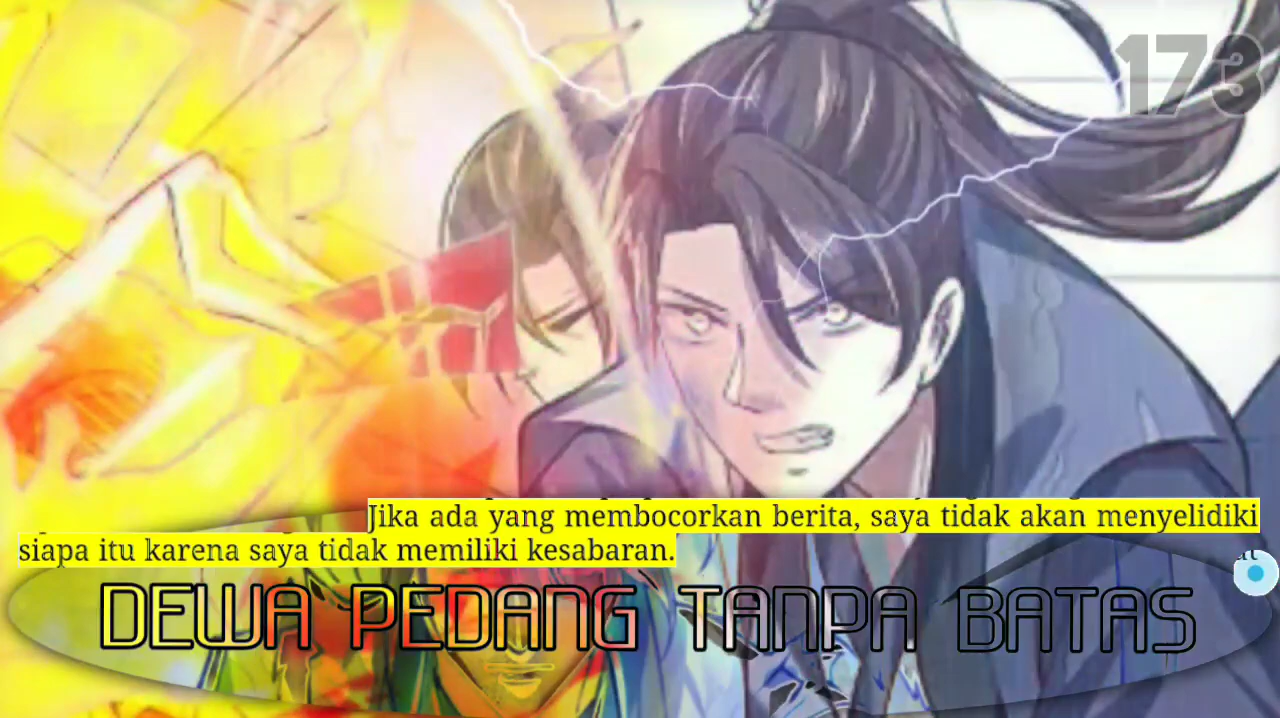 173
Jika ada yang membocorkan berita, saya tidak akan menyelidiki
siapa itu karena saya tidak memiliki kesabaran.
DEWA PEDANG TANPA BATAS